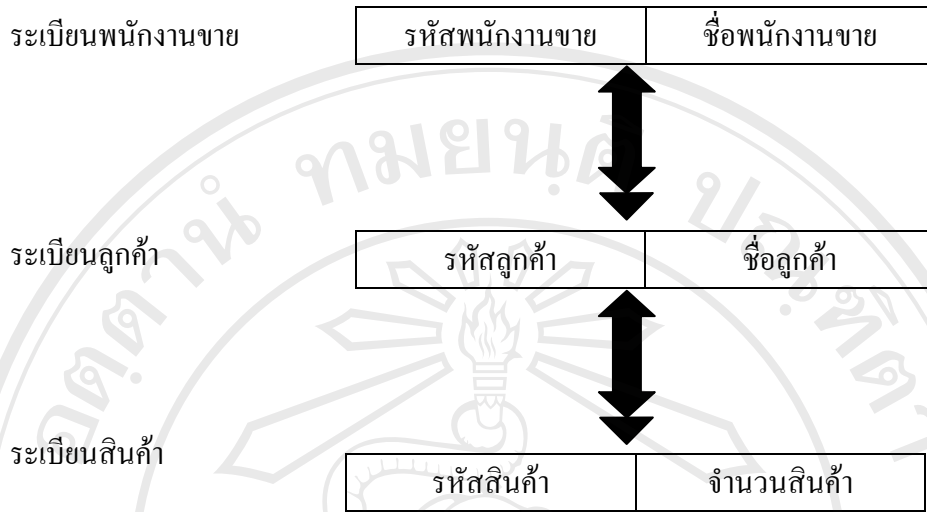 ระเบียนพนักงานขาย รหัสพนักงานขาย ชื่อพนักงานขาย
ระเบียนลูกค้า รหัสลูกค้า ชื่อลูกค้า
ระเบียนสินค้า รหัสสินค้า จำนวนสินค้า